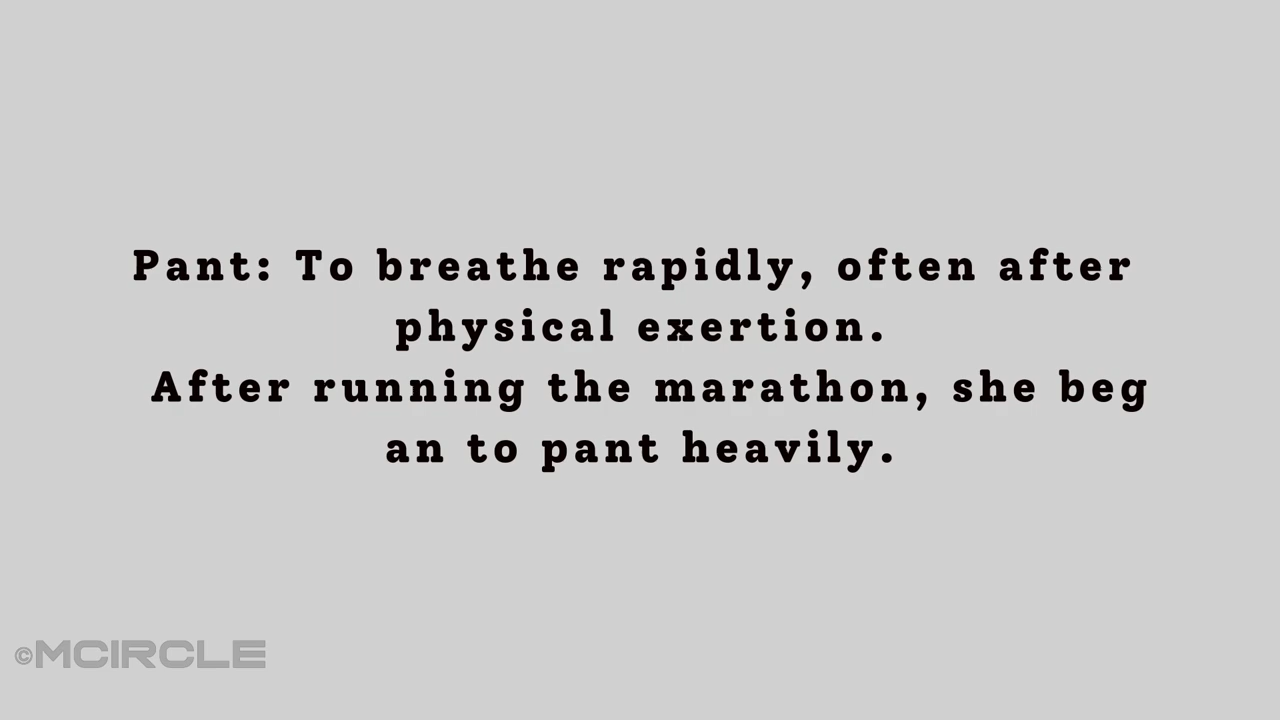 Pant: To breathe rapidly, often after
physical exertion.
After running the marathon, she beg
an to pant heavily.
©MCIRCLE